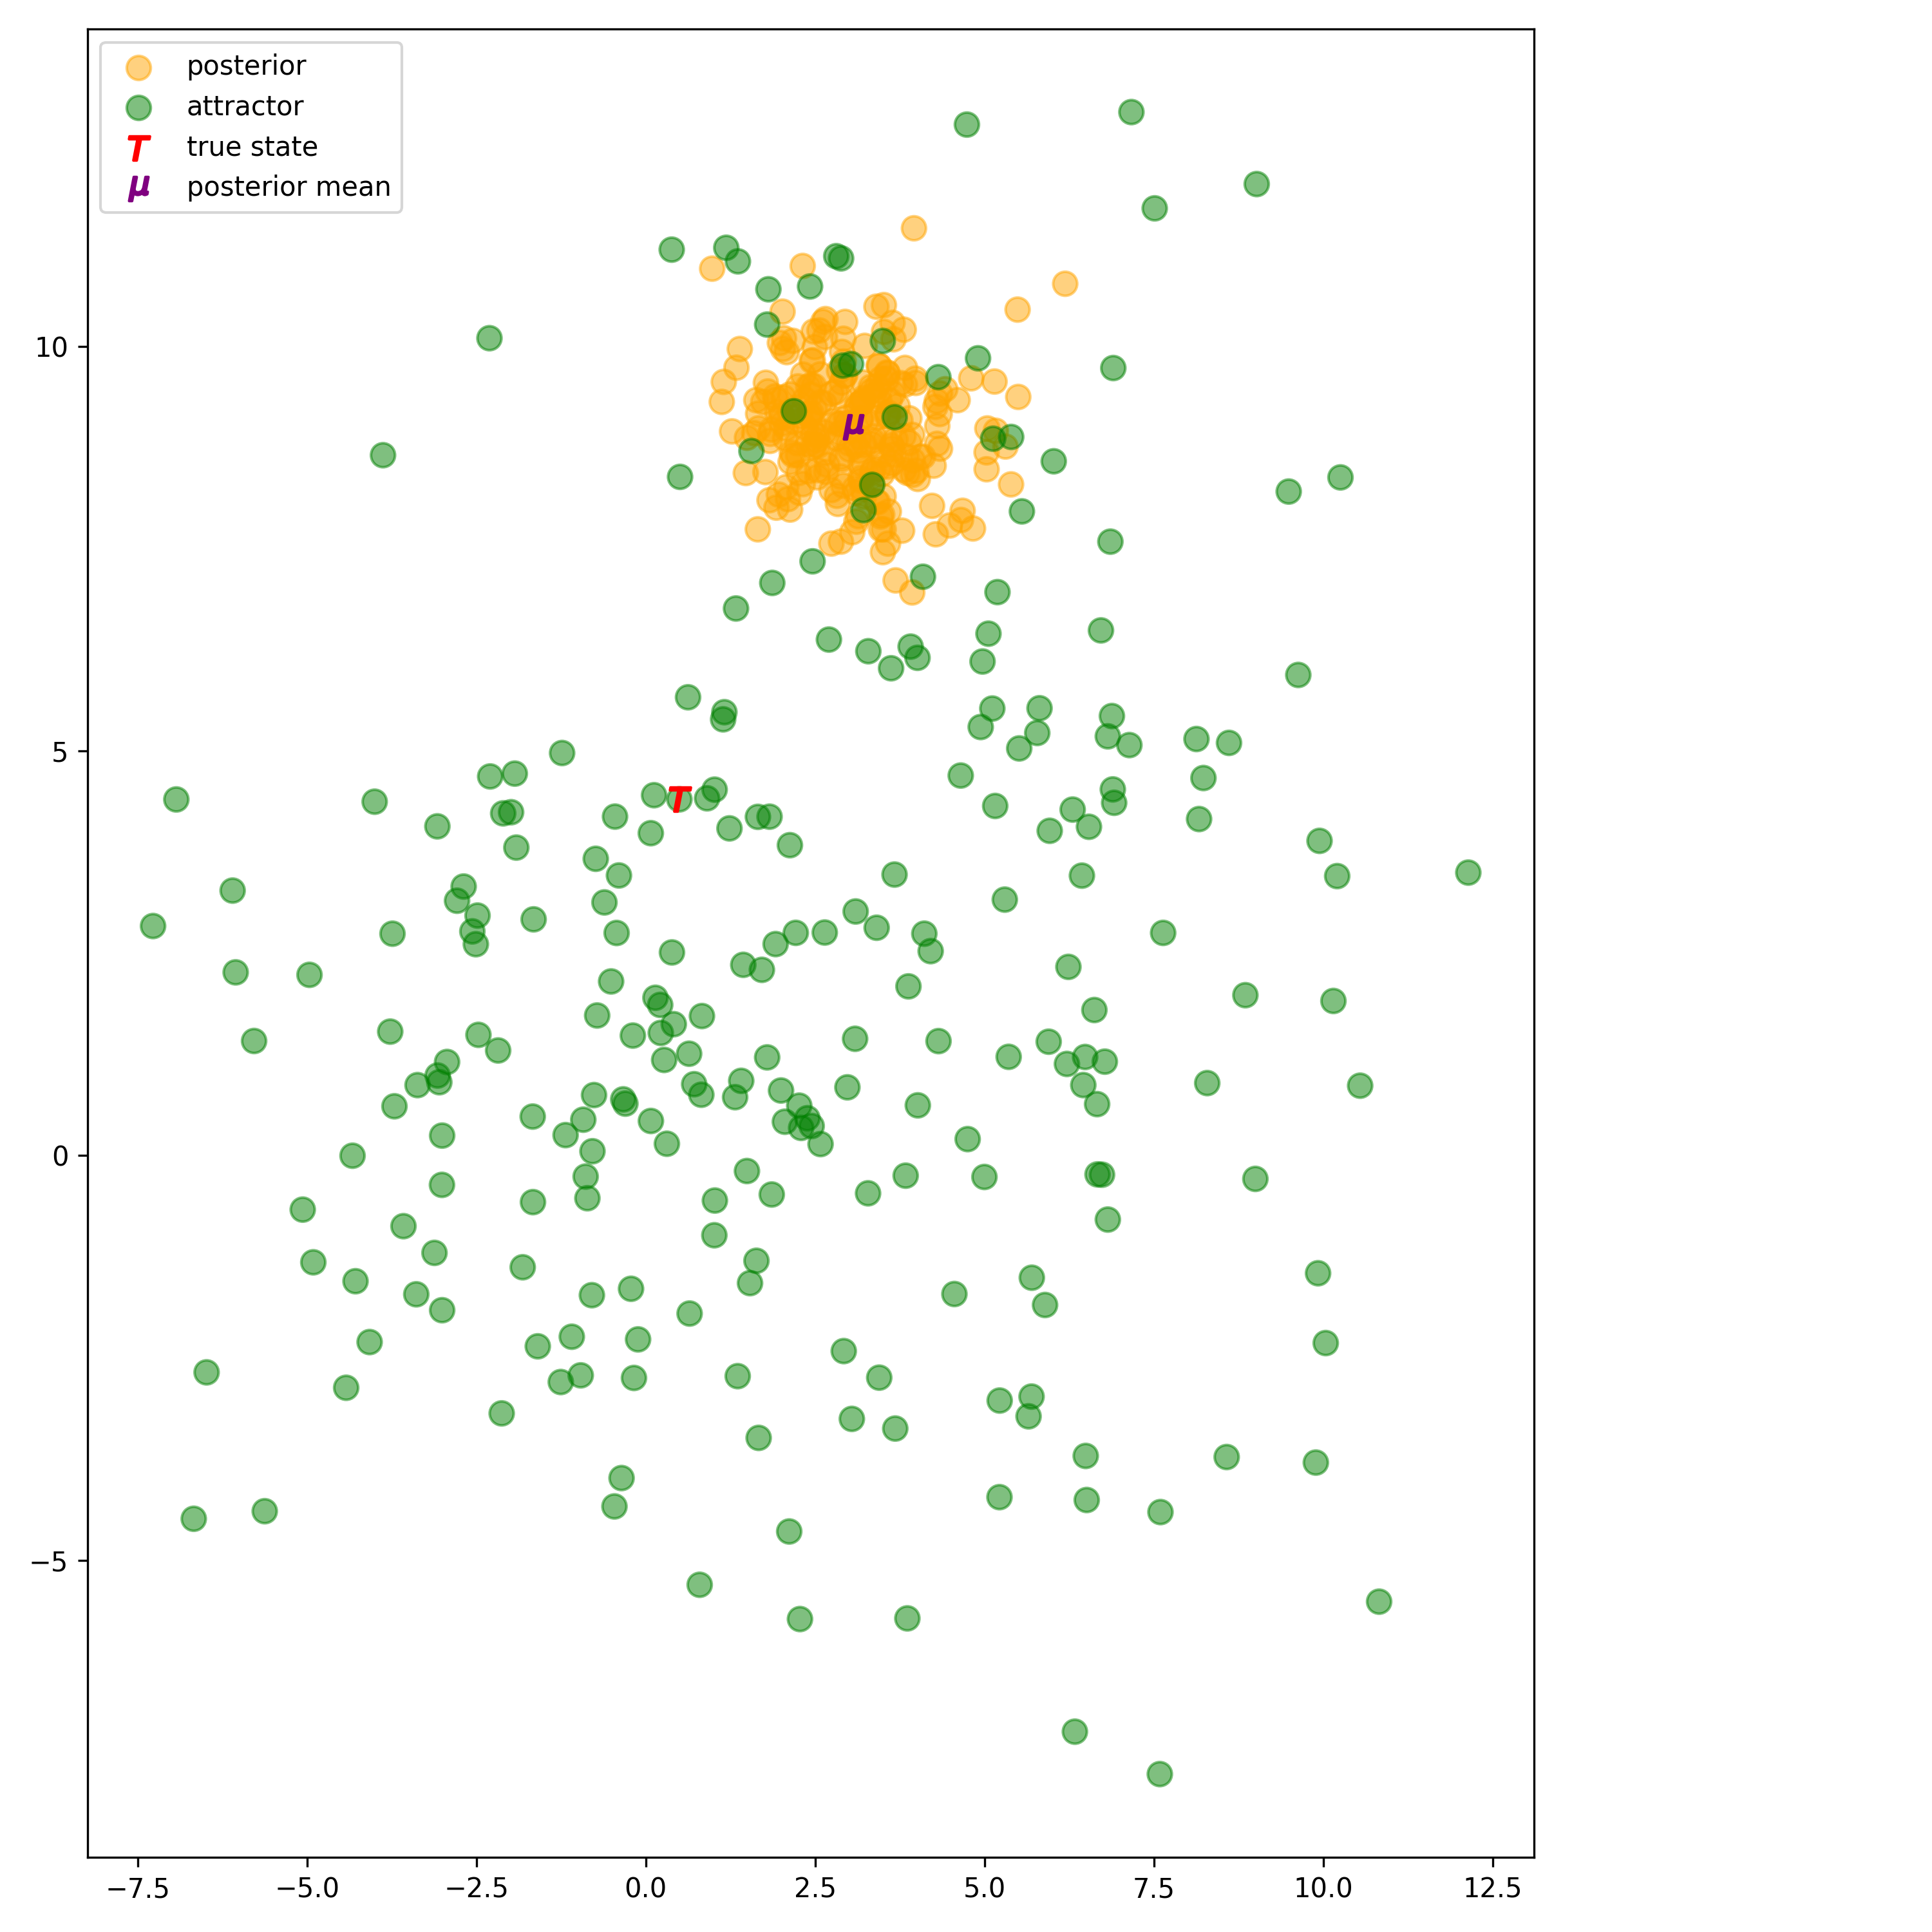 posterior
attractor
T true state
μ posterior mean
10
5
0
−5
μ
T
−7.5 −5.0 −2.5 0.0 2.5 5.0 7.5 10.0 12.5